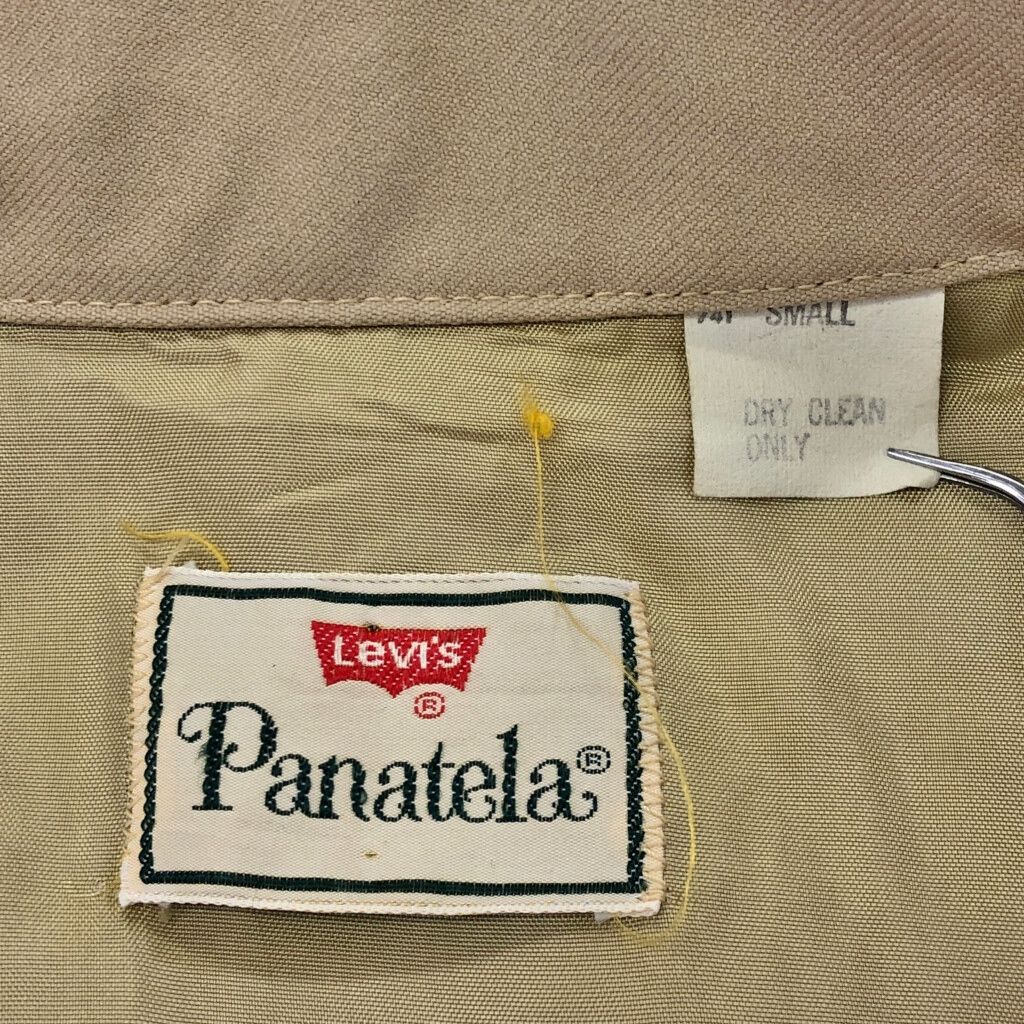 SMALL
DRY CLEAN
ONLY
Levi's
®
Panatela®